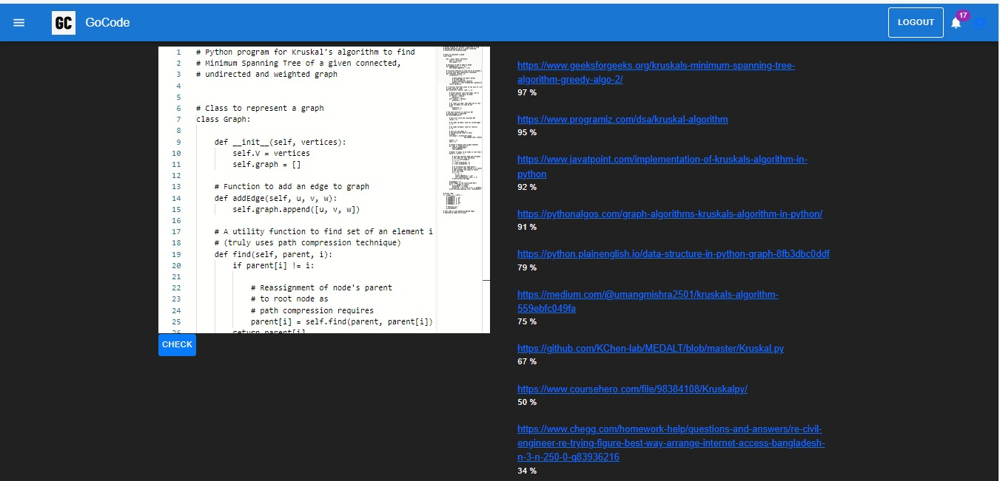 GC GoCode LOGOUT 17
1 # Python program for Kruskal's algorithm to find
2 # Minimum Spanning Tree of a given connected,
3 # undirected and weighted graph
4
5
6 # Class to represent a graph
7 class Graph:
8
9 def __init__(self, vertices):
10 self.V = vertices
11 self.graph = []
12
13 # Function to add an edge to graph
14 def addEdge(self, u, v, w):
15 self.graph.append([u, v, w])
16
17 # A utility function to find set of an element i
18 # (truly uses path compression technique)
19 def find(self, parent, i):
20 if parent[i] != i:
21
22 # Reassignment of node's parent
23 # to root node as
24 # path compression requires
25 parent[i] = self.find(parent, parent[i])
26 return parent[i]
CHECK
https://www.geeksforgeeks.org/kruskals-minimum-spanning-tree-
algorithm-greedy-algo-2/
97 %
https://www.programiz.com/dsa/kruskal-algorithm
95 %
https://www.javatpoint.com/implementation-of-kruskals-algorithm-in-
python
92 %
https://pythonalgos.com/graph-algorithms-kruskals-algorithm-in-python/
91 %
https://python.plainenglish.io/data-structure-in-python-graph-8fb3dbc0ddf
79 %
https://medium.com/@umangmishra2501/kruskals-algorithm-
559ebfc049fa
75 %
https://github.com/KChen-lab/MEDALT/blob/master/Kruskal.py
67 %
https://www.coursehero.com/file/98384108/Kruskalpy/
50 %
https://www.chegg.com/homework-help/questions-and-answers/re-civil-
engineer-re-trying-figure-best-way-arrange-internet-access-bangladesh-
n-3-n-250-0-q83936216
34 %